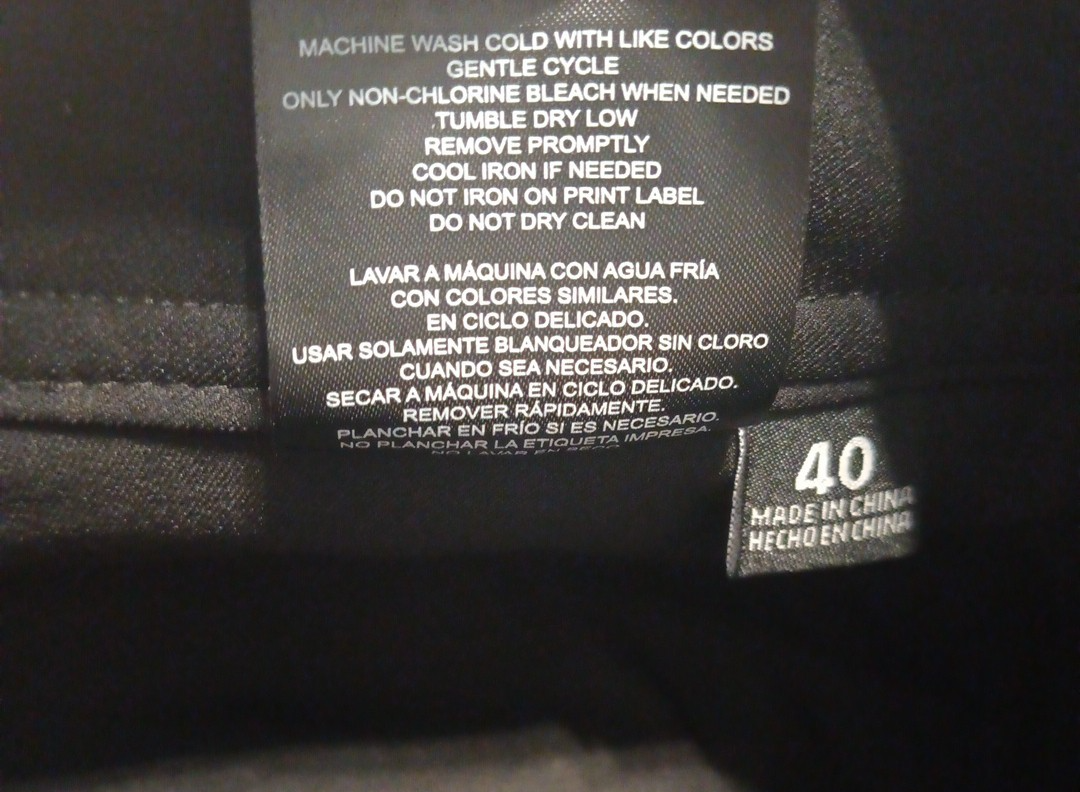 MACHINE WASH COLD WITH LIKE COLORS
GENTLE CYCLE
ONLY NON-CHLORINE BLEACH WHEN NEEDED
TUMBLE DRY LOW
REMOVE PROMPTLY
COOL IRON IF NEEDED
DO NOT IRON ON PRINT LABEL
DO NOT DRY CLEAN
LAVAR A MÁQUINA CON AGUA FRÍA
CON COLORES SIMILARES.
EN CICLO DELICADO.
USAR SOLAMENTE BLANQUEADOR SIN CLORO
CUANDO SEA NECESARIO.
SECAR A MÁQUINA EN CICLO DELICADO.
REMOVER RÁPIDAMENTE.
PLANCHAR EN FRÍO SI ES NECESARIO.
NO PLANCHAR LA ETIQUETA IMPRESA.
NO LAVAR EN SECO
40
MADE IN CHINA
HECHO EN CHINA